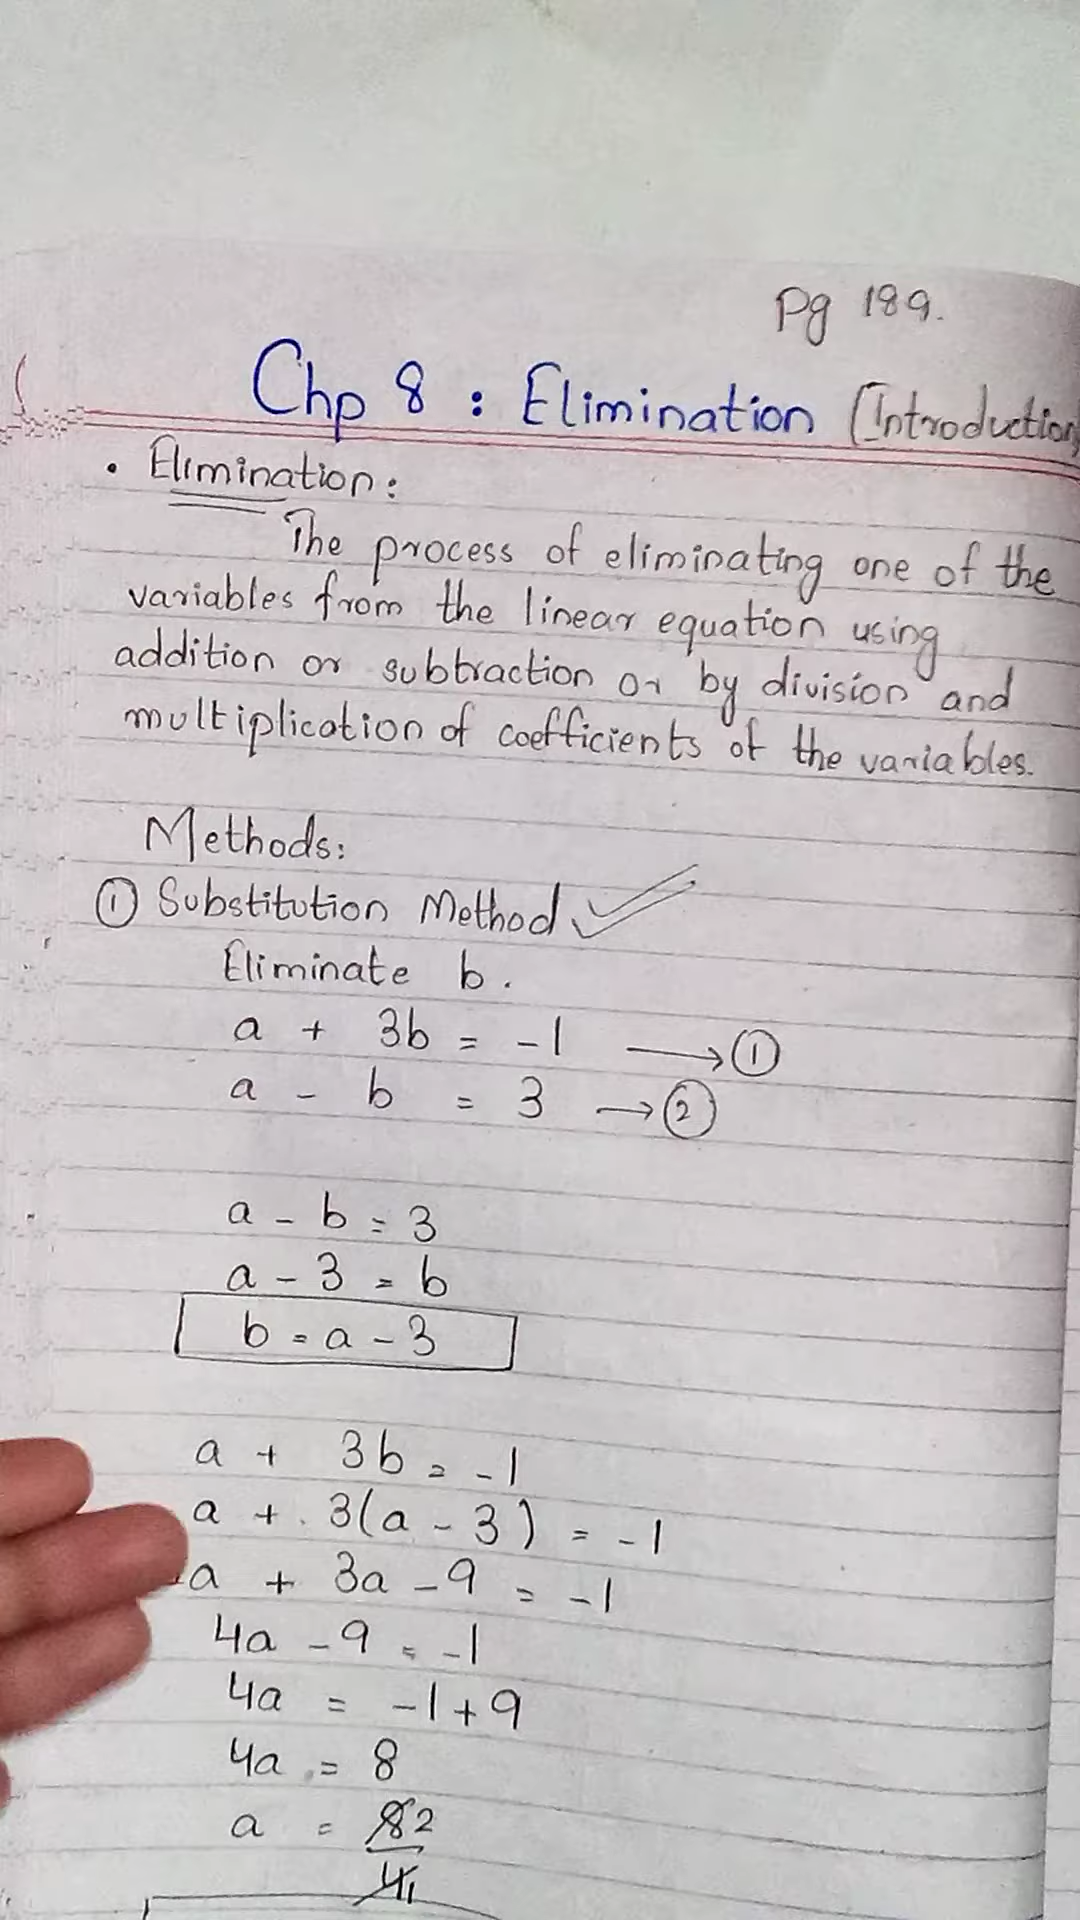 Pg 189.
Chp 8 : Elimination (Introduction)
• Elimination:
The process of eliminating one of the
variables from the linear equation using
addition or subtraction or by division and
multiplication of coefficients of the variables.
Methods:
① Substitution Method
Eliminate b.
a + 3b = -1 → ①
a - b = 3 → ②
a - b = 3
a - 3 = b
b = a - 3
a + 3b = -1
a + 3(a - 3) = -1
a + 3a - 9 = -1
4a - 9 = -1
4a = -1 + 9
4a = 8
a = 8 2
4 1